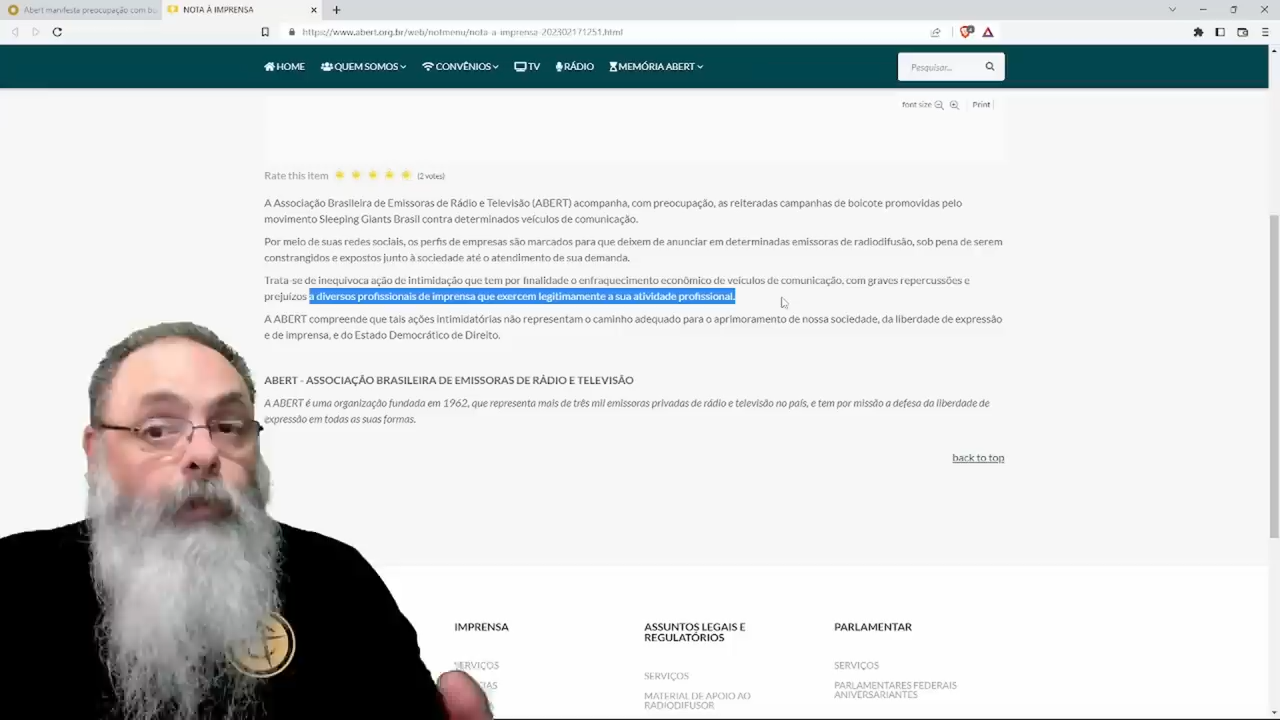 Abert manifesta preocupação com bo
NOTA À IMPRENSA
https://www.abert.org.br/web/notmenu/nota-a-imprensa-202302171251.html
HOME QUEM SOMOS CONVÊNIOS TV RÁDIO MEMÓRIA ABERT Pesquisar...
font size Print
Rate this item (2 votes)
A Associação Brasileira de Emissoras de Rádio e Televisão (ABERT) acompanha, com preocupação, as reiteradas campanhas de boicote promovidas pelo
movimento Sleeping Giants Brasil contra determinados veículos de comunicação.
Por meio de suas redes sociais, os perfis de empresas são marcados para que deixem de anunciar em determinadas emissoras de radiodifusão, sob pena de serem
constrangidos e expostos junto à sociedade até o atendimento de sua demanda.
Trata-se de inequívoca ação de intimidação que tem por finalidade o enfraquecimento econômico de veículos de comunicação, com graves repercussões e
prejuízos a diversos profissionais de imprensa que exercem legitimamente a sua atividade profissional.
A ABERT compreende que tais ações intimidatórias não representam o caminho adequado para o aprimoramento de nossa sociedade, da liberdade de expressão
e de imprensa, e do Estado Democrático de Direito.
ABERT - ASSOCIAÇÃO BRASILEIRA DE EMISSORAS DE RÁDIO E TELEVISÃO
A ABERT é uma organização fundada em 1962, que representa mais de três mil emissoras privadas de rádio e televisão no país, e tem por missão a defesa da liberdade de
expressão em todas as suas formas.
back to top
IMPRENSA
SERVIÇOS
ASSUNTOS LEGAIS E
REGULATÓRIOS
SERVIÇOS
MATERIAL DE APOIO AO
RADIODIFUSOR
PARLAMENTAR
SERVIÇOS
PARLAMENTARES FEDERAIS
ANIVERSARIANTES